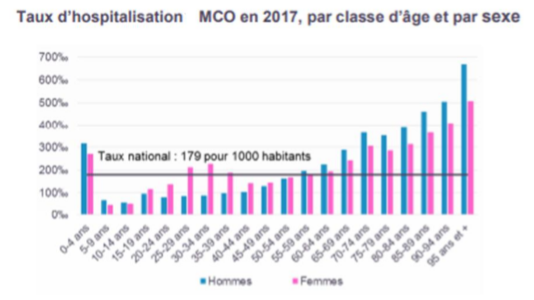 Taux d'hospitalisation MCO en 2017, par classe d'âge et par sexe
700‰
600‰
500‰
400‰
300‰
200‰
100‰
0‰
Taux national : 179 pour 1000 habitants
0-4 ans
5-9 ans
10-14 ans
15-19 ans
20-24 ans
25-29 ans
30-34 ans
35-39 ans
40-44 ans
45-49 ans
50-54 ans
55-59 ans
60-64 ans
65-69 ans
70-74 ans
75-79 ans
80-84 ans
85-89 ans
90-94 ans
95 ans et +
Hommes Femmes